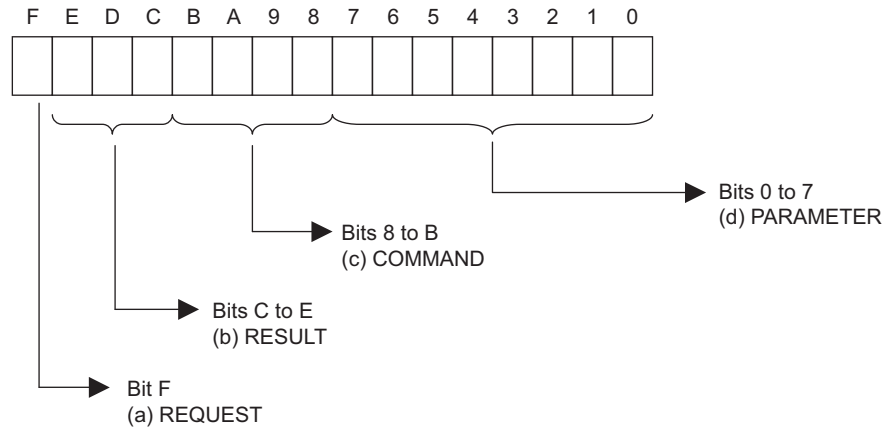 F E D C B A 9 8 7 6 5 4 3 2 1 0
Bits 0 to 7
(d) PARAMETER
Bits 8 to B
(c) COMMAND
Bits C to E
(b) RESULT
Bit F
(a) REQUEST